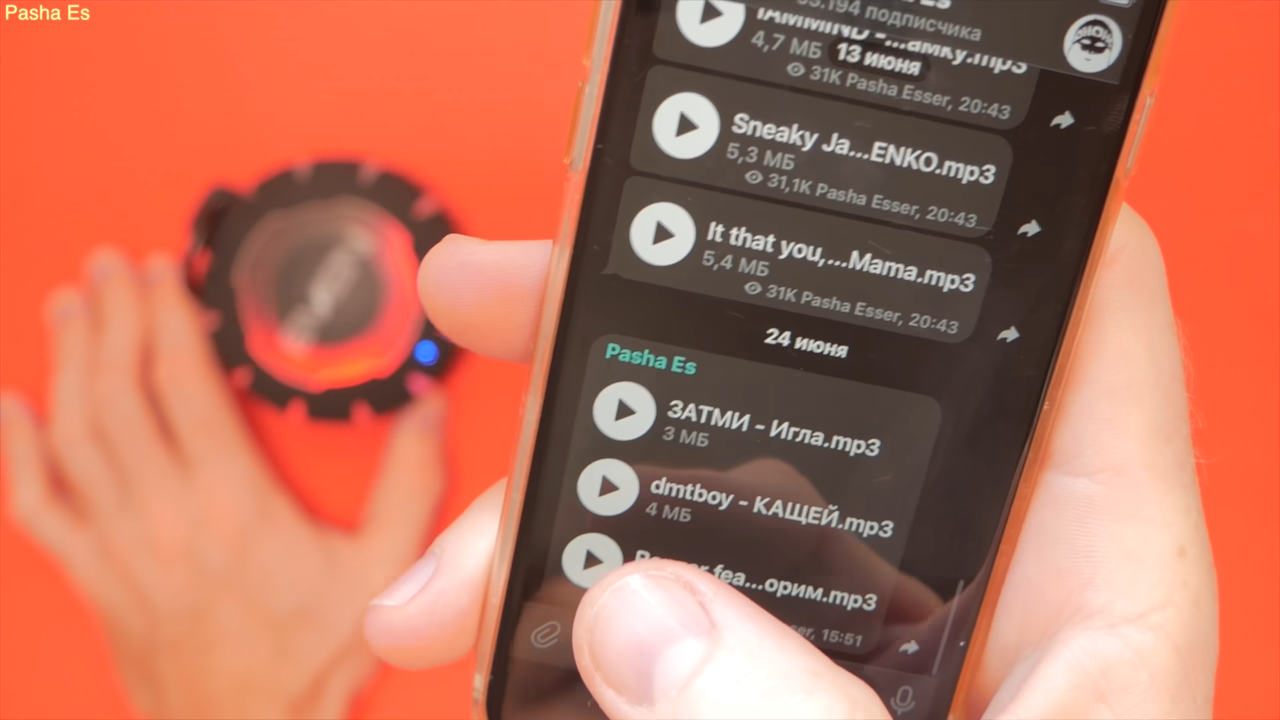 Pasha Es
подписчика
4,7 МБ
13 июня
31K Pasha Esser, 20:43
Sneaky Ja...ENKO.mp3
5,3 МБ
31,1K Pasha Esser, 20:43
It that you,...Mama.mp3
5,4 МБ
31K Pasha Esser, 20:43
24 июня
Pasha Es
ЗАТМИ - Игла.mp3
3 МБ
dmtboy - КАЩЕЙ.mp3
4 МБ
fea...орим.mp3
15:51